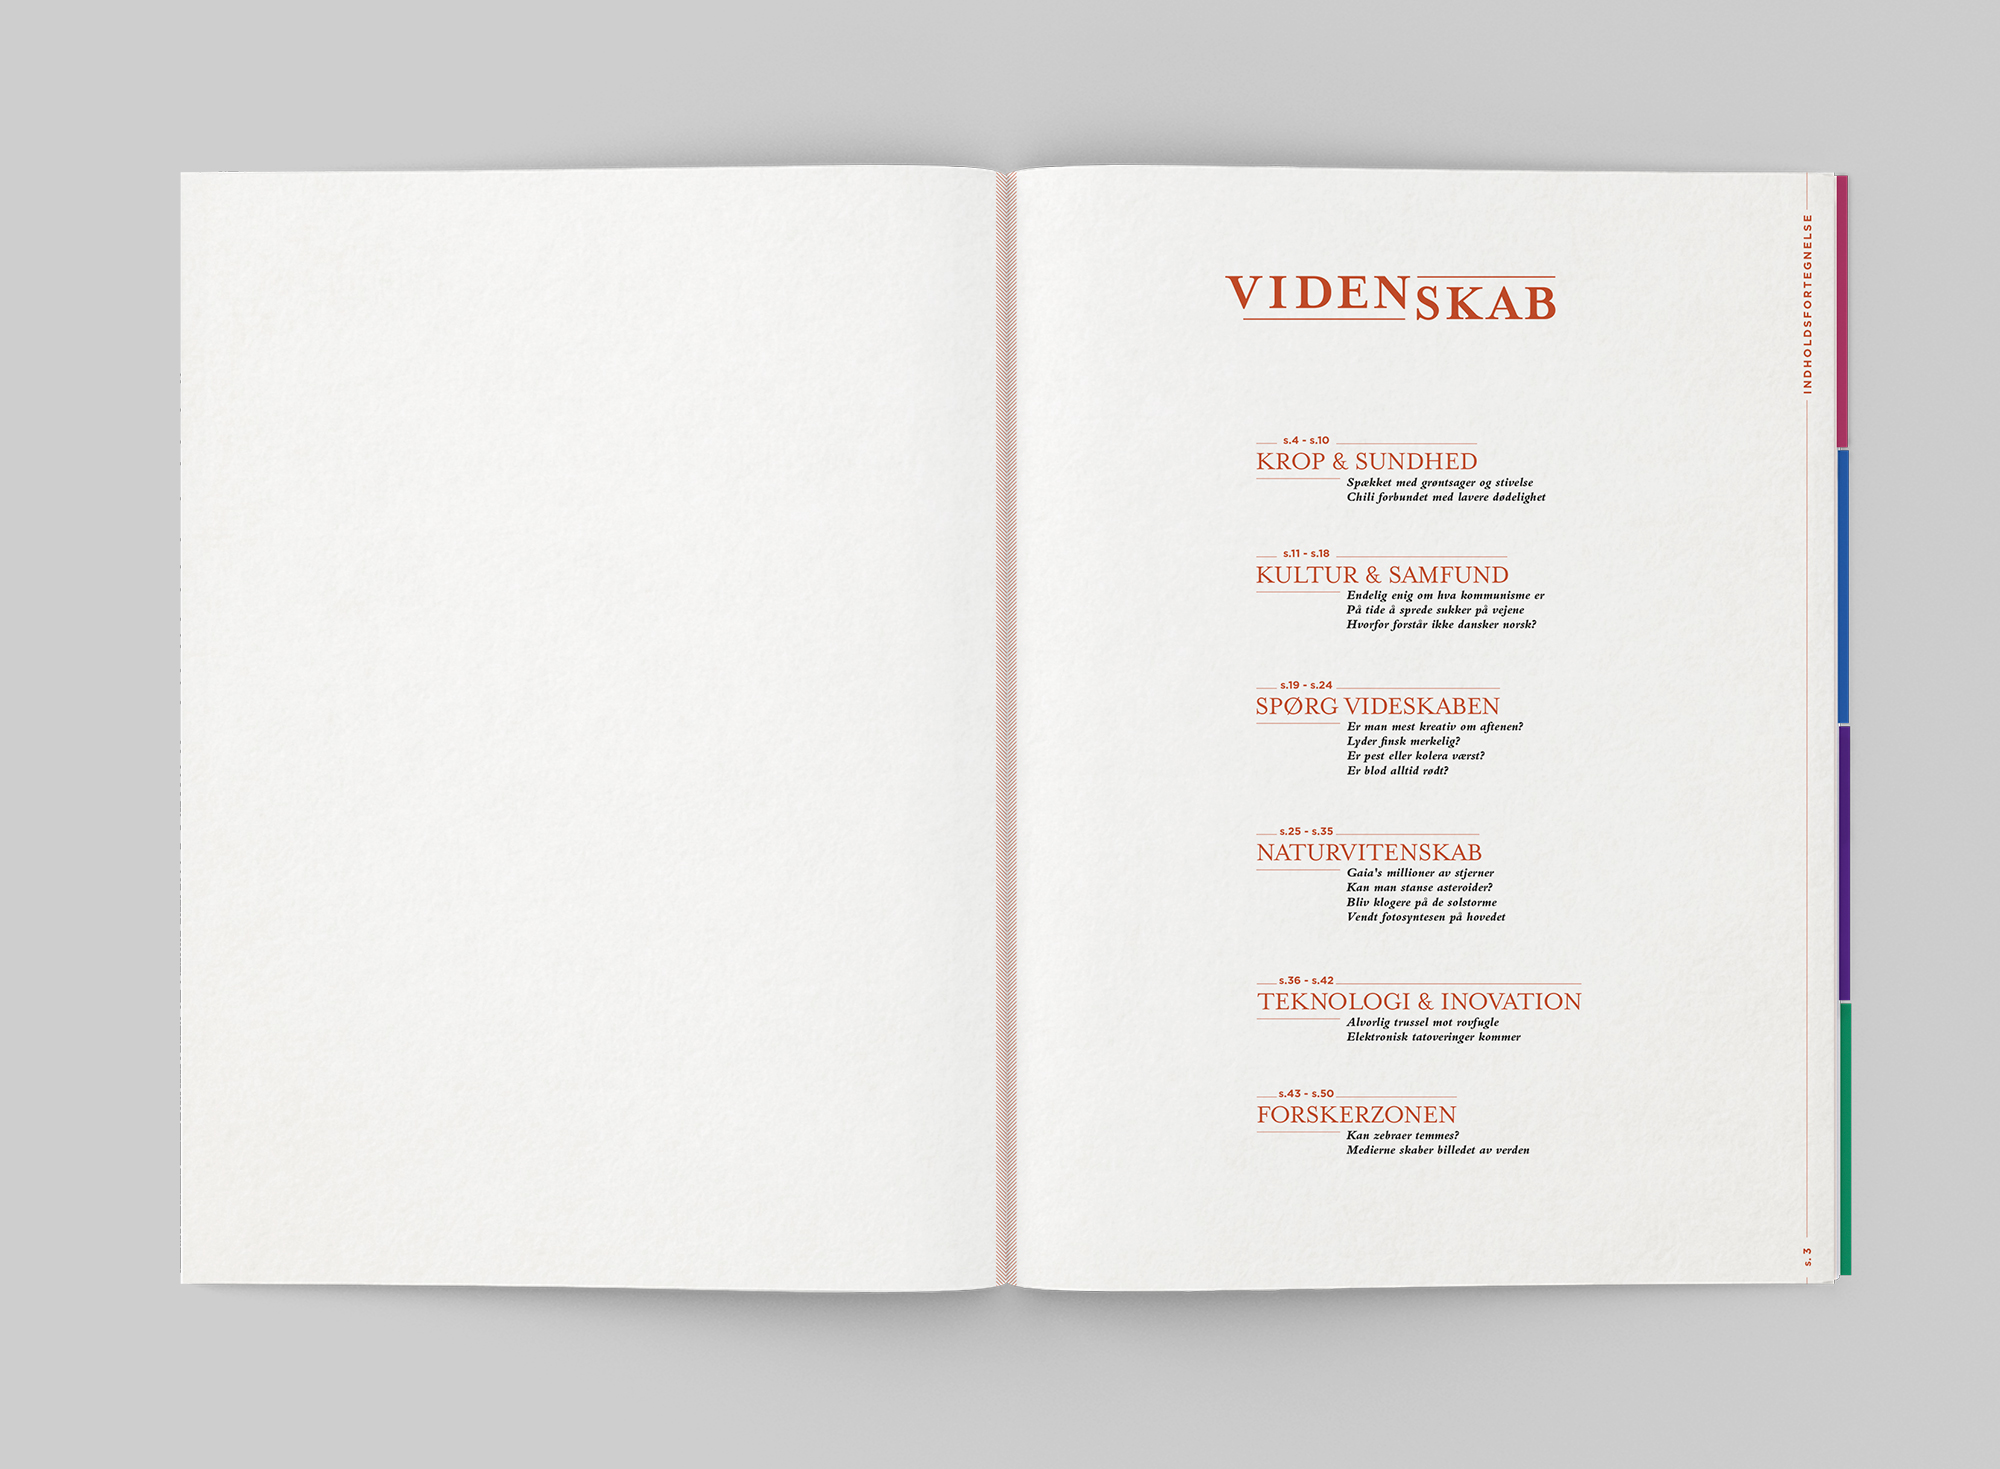 VIDENSKAB
s.4 - s.10
KROP & SUNDHED
Spækket med grøntsager og stivelse
Chili forbundet med lavere dødelighet
s.11 - s.18
KULTUR & SAMFUND
Endelig enig om hva kommunisme er
På tide å sprede sukker på vejene
Hvorfor forstår ikke dansker norsk?
s.19 - s.24
SPØRG VIDESKABEN
Er man mest kreativ om aftenen?
Lyder finsk merkelig?
Er pest eller kolera værst?
Er blod alltid rødt?
s.25 - s.35
NATURVITENSKAB
Gaia's millioner av stjerner
Kan man stanse asteroider?
Bliv klogere på de solstorme
Vendt fotosyntesen på hovedet
s.36 - s.42
TEKNOLOGI & INOVATION
Alvorlig trussel mot rovfugle
Elektronisk tatoveringer kommer
s.43 - s.50
FORSKERZONEN
Kan zebraer temmes?
Medierne skaber billedet av verden
INDHOLDSFORTEGNELSE
s. 3